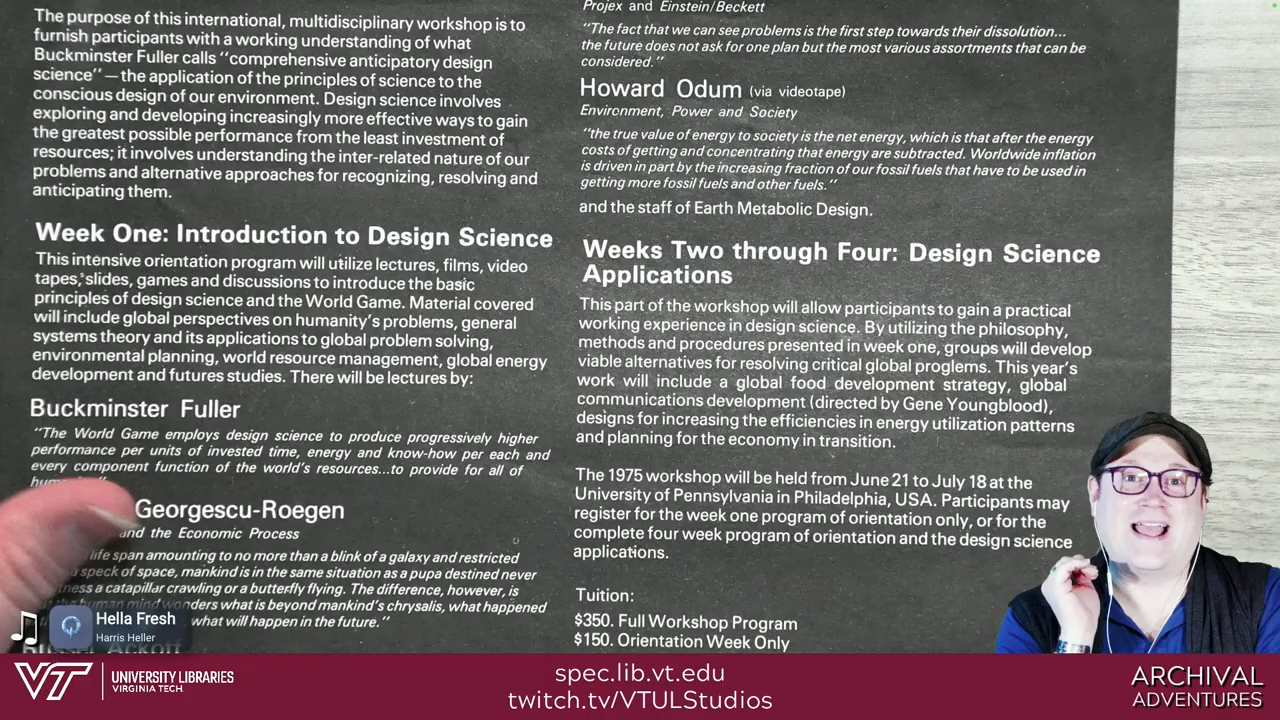 The purpose of this international, multidisciplinary workshop is to
furnish participants with a working understanding of what
Buckminster Fuller calls ‘‘comprehensive anticipatory design
science’’—the application of the principles of science to the
conscious design of our environment. Design science involves
exploring and developing increasingly more effective ways to gain
the greatest possible performance from the least investment of
resources; it involves understanding the inter-related nature of our
problems and alternative approaches for recognizing, resolving and
anticipating them.
Week One: Introduction to Design Science
This intensive orientation program will utilize lectures, films, video
tapes, slides, games and discussions to introduce the basic
principles of design science and the World Game. Material covered
will include global perspectives on humanity's problems, general
systems theory and its applications to global problem solving,
environmental planning, world resource management, global energy
development and futures studies. There will be lectures by:
Buckminster Fuller
‘‘The World Game employs design science to produce progressively higher
performance per units of invested time, energy and know-how per each and
every component function of the world's resources...to provide for all of
Georgescu-Roegen
and the Economic Process
life span amounting to no more than a blink of a galaxy and restricted
speck of space, mankind is in the same situation as a pupa destined never
a catapillar crawling or a butterfly flying. The difference, however, is
the human mind wonders what is beyond mankind's chrysalis, what happened
what will happen in the future.’’
Ackoff
Projex and Einstein/Beckett
‘‘The fact that we can see problems is the first step towards their dissolution...
the future does not ask for one plan but the most various assortments that can be
considered.’’
Howard Odum (via videotape)
Environment, Power and Society
‘‘the true value of energy to society is the net energy, which is that after the energy
costs of getting and concentrating that energy are subtracted. Worldwide inflation
is driven in part by the increasing fraction of our fossil fuels that have to be used in
getting more fossil fuels and other fuels.’’
and the staff of Earth Metabolic Design.
Weeks Two through Four: Design Science
Applications
This part of the workshop will allow participants to gain a practical
working experience in design science. By utilizing the philosophy,
methods and procedures presented in week one, groups will develop
viable alternatives for resolving critical global proglems. This year's
work will include a global food development strategy, global
communications development (directed by Gene Youngblood),
designs for increasing the efficiencies in energy utilization patterns
and planning for the economy in transition.
The 1975 workshop will be held from June 21 to July 18 at the
University of Pennsylvania in Philadelphia, USA. Participants may
register for the week one program of orientation only, or for the
complete four week program of orientation and the design science
applications.
Tuition:
$350. Full Workshop Program
$150. Orientation Week Only
Hella Fresh
Harris Heller
VT
UNIVERSITY LIBRARIES
VIRGINIA TECH.
spec.lib.vt.edu
twitch.tv/VTULStudios
ARCHIVAL
ADVENTURES